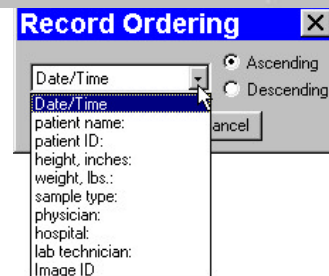 Record Ordering
Date/Time
Ascending
Descending
Date/Time
patient name:
patient ID:
height, inches:
weight, lbs.:
sample type:
physician:
hospital:
lab technician:
Image ID
ancel